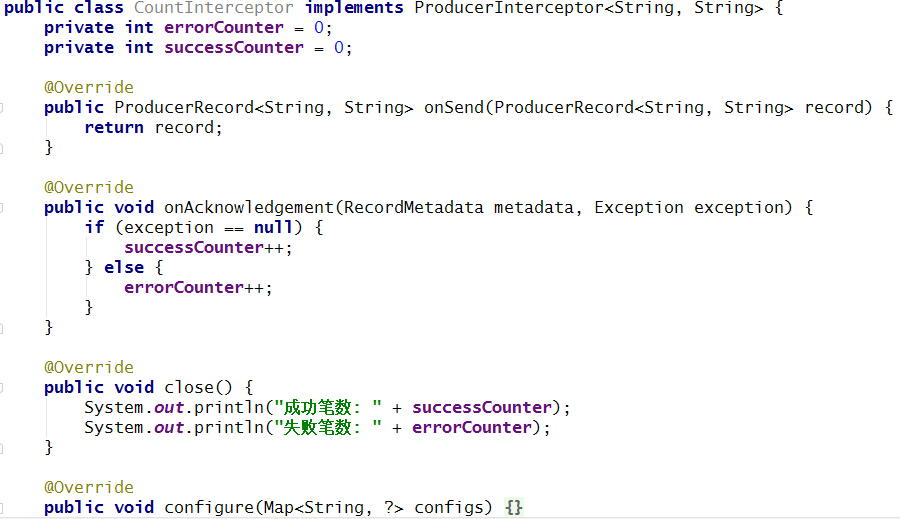 public class CountInterceptor implements ProducerInterceptor<String, String> {
    private int errorCounter = 0;
    private int successCounter = 0;
    @Override
    public ProducerRecord<String, String> onSend(ProducerRecord<String, String> record) {
        return record;
    }
    @Override
    public void onAcknowledgement(RecordMetadata metadata, Exception exception) {
        if (exception == null) {
            successCounter++;
        } else {
            errorCounter++;
        }
    }
    @Override
    public void close() {
        System.out.println("成功笔数: " + successCounter);
        System.out.println("失败笔数: " + errorCounter);
    }
    @Override
    public void configure(Map<String, ?> configs) {}